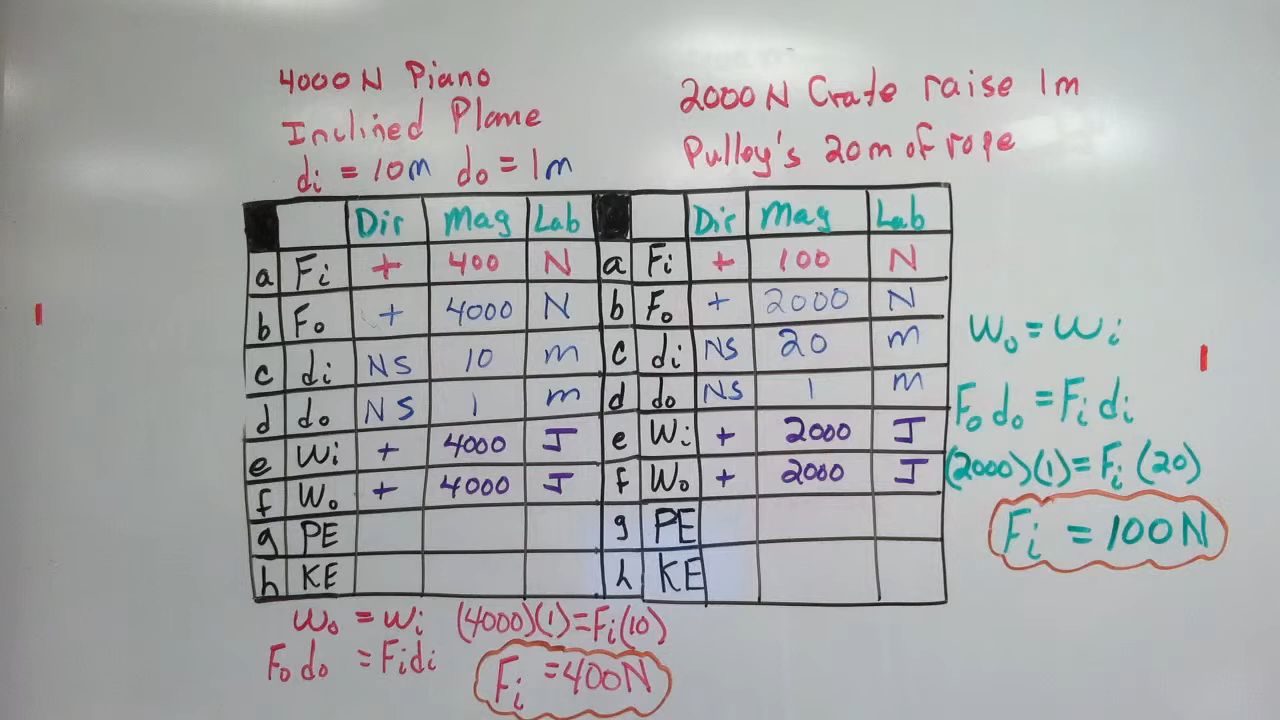 4000 N Piano
Inclined Plane
di = 10m do = 1m
2000 N Crate raise 1m
Pulley's 20m of rope
Dir Mag Lab Dir Mag Lab
a Fi + 400 N a Fi + 100 N
b Fo + 4000 N b Fo + 2000 N
c di NS 10 m c di NS 20 m
d do NS 1 m d do NS 1 m
e Wi + 4000 J e Wi + 2000 J
f Wo + 4000 J f Wo + 2000 J
g PE g PE
h KE h KE
Wo = Wi
Fo do = Fi di
(2000)(1) = Fi (20)
Fi = 100N
Wo = Wi (4000)(1) = Fi(10)
Fo do = Fidi
Fi = 400N